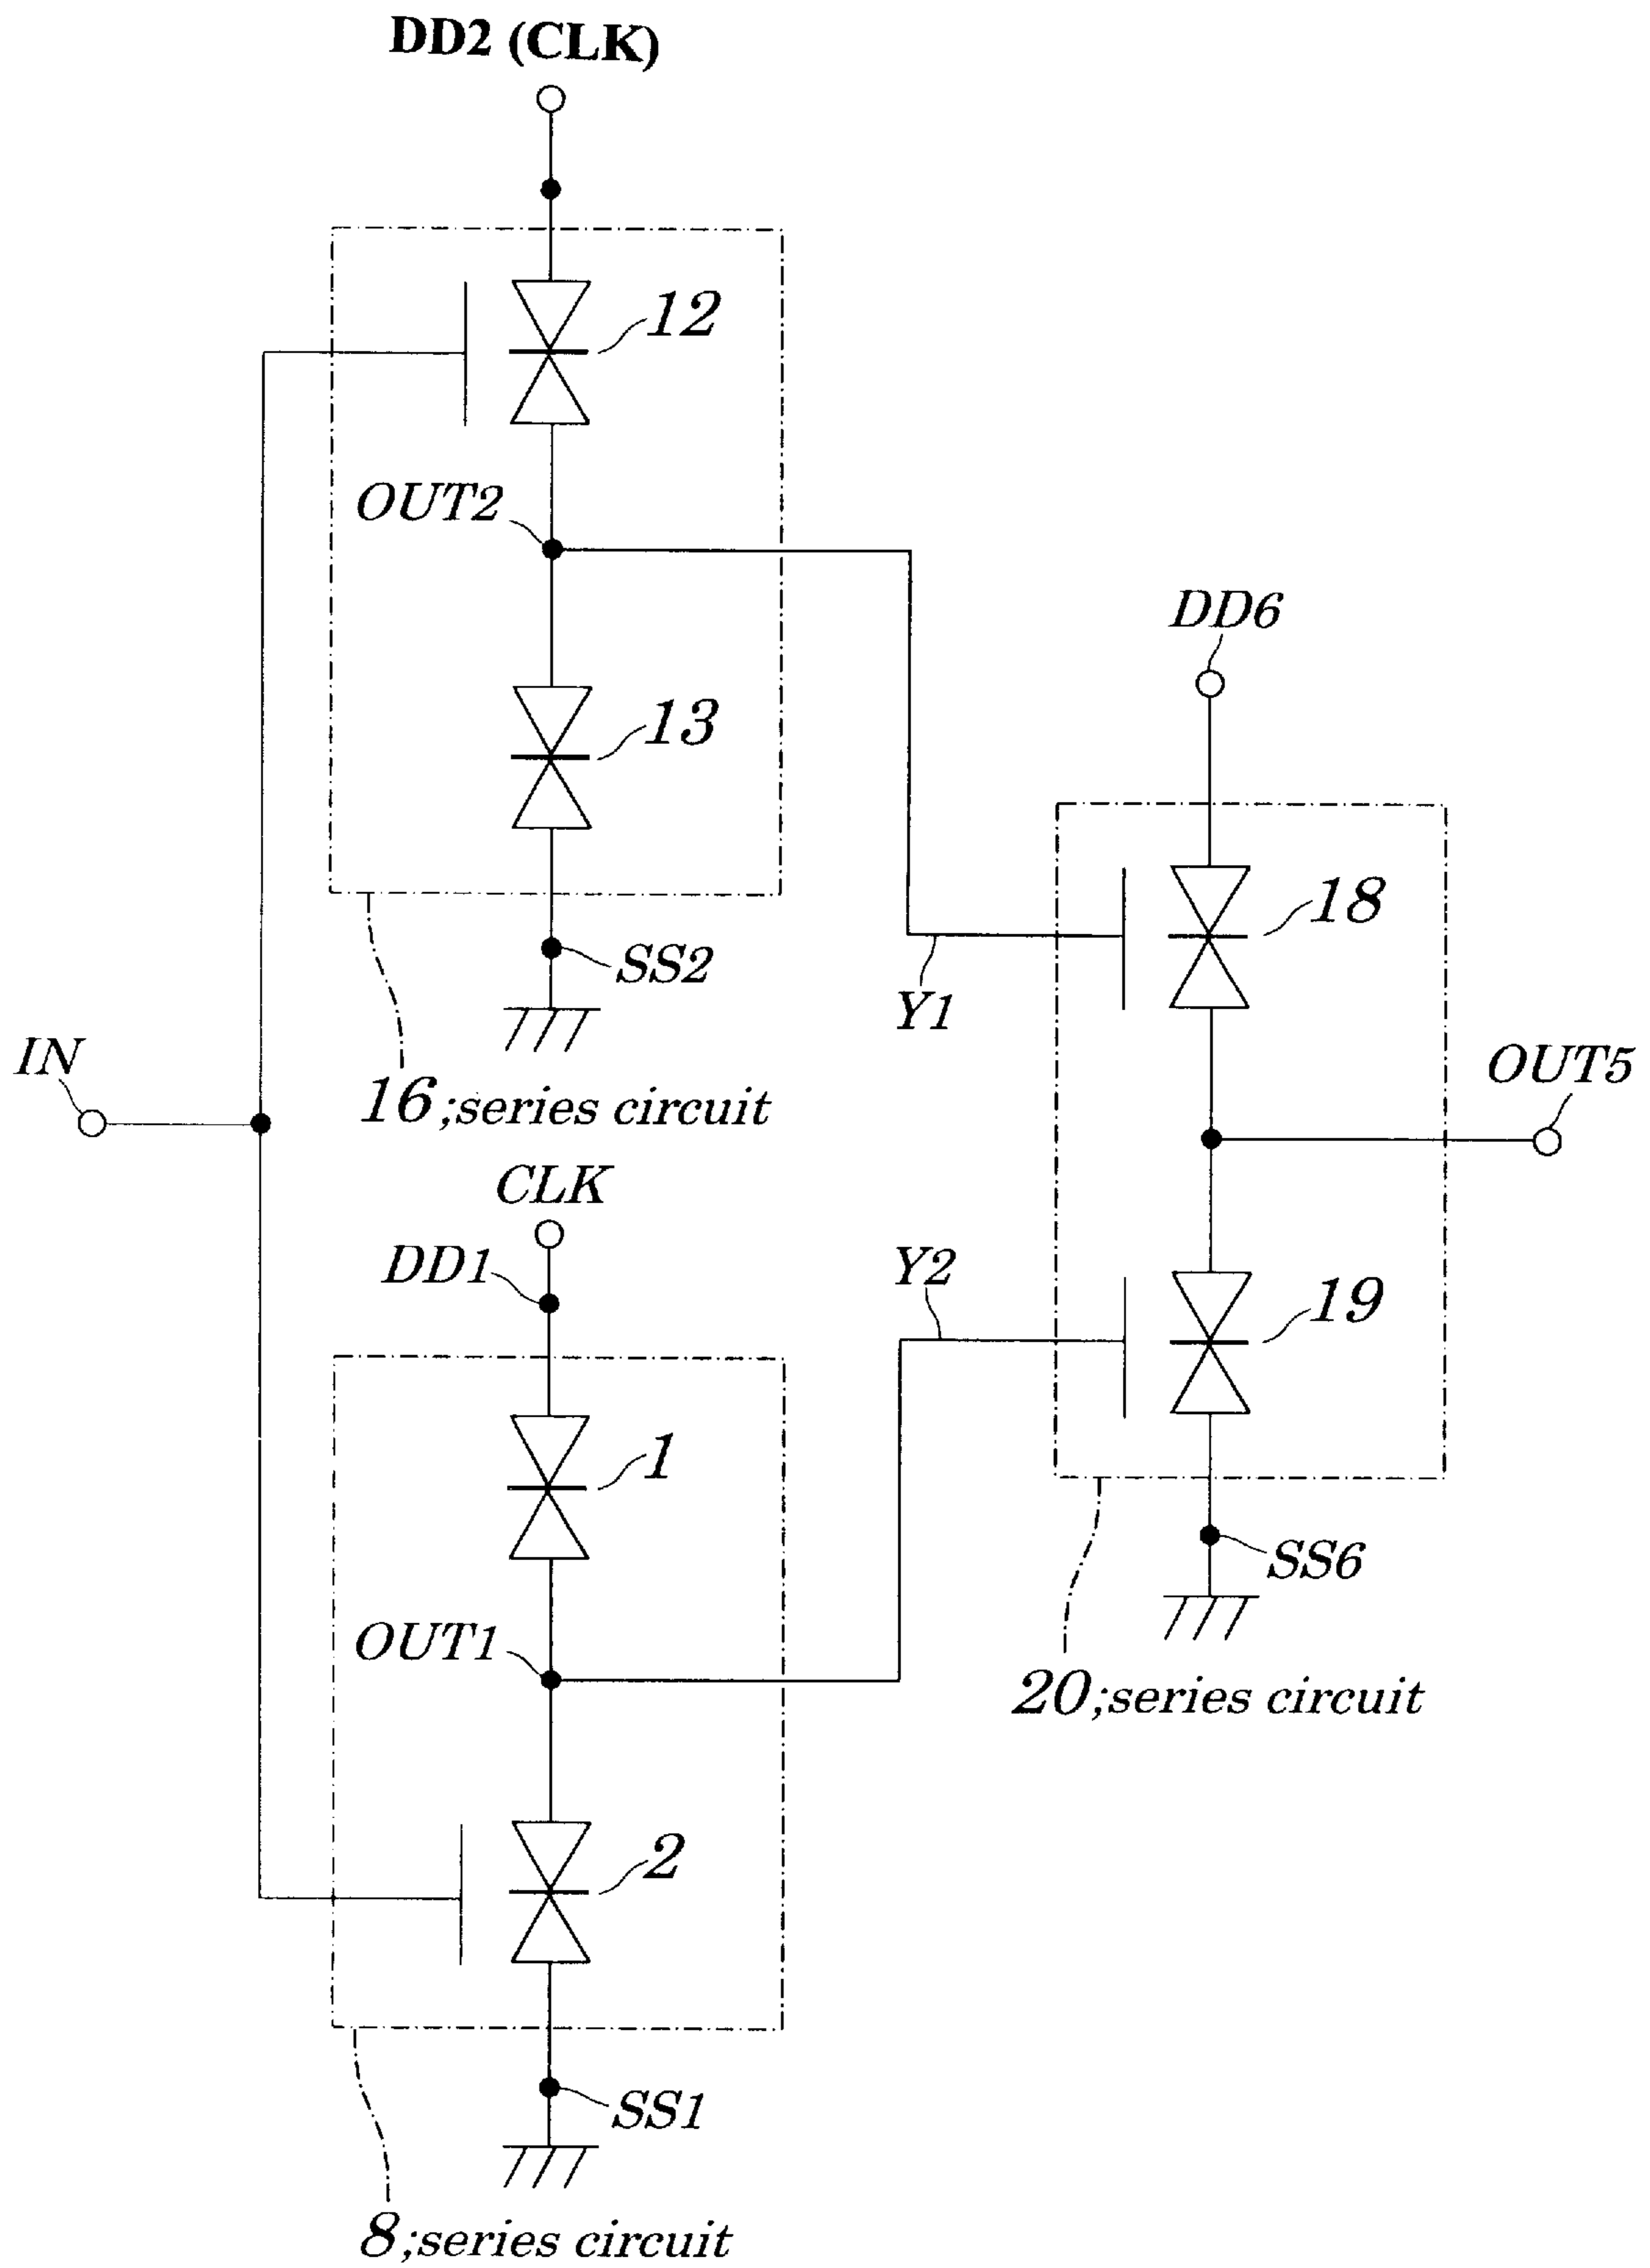 DD2 (CLK)
12
OUT2
13
DD6
18
SS2
Y1
IN
OUT5
16;series circuit
CLK
DD1
Y2
19
1
SS6
OUT1
20;series circuit
2
SS1
8;series circuit